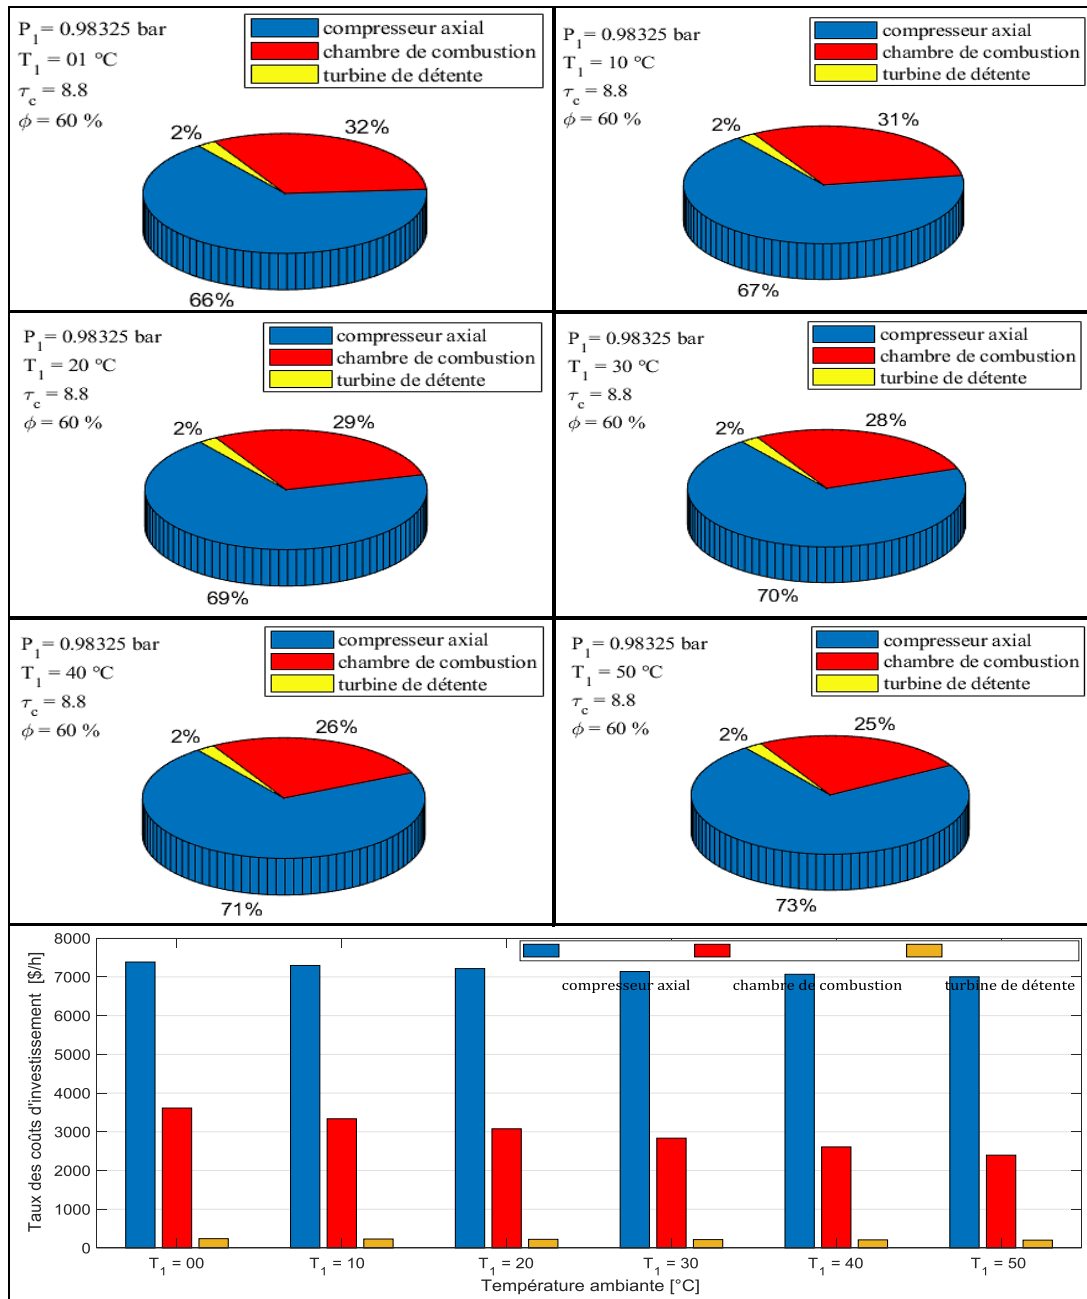 P1= 0.98325 bar
T1 = 01 °C
τc = 8.8
ϕ = 60 %
compresseur axial
chambre de combustion
turbine de détente
2%
32%
66%
P1= 0.98325 bar
T1 = 10 °C
τc = 8.8
ϕ = 60 %
compresseur axial
chambre de combustion
turbine de détente
2%
31%
67%
P1= 0.98325 bar
T1 = 20 °C
τc = 8.8
ϕ = 60 %
compresseur axial
chambre de combustion
turbine de détente
2%
29%
69%
P1= 0.98325 bar
T1 = 30 °C
τc = 8.8
ϕ = 60 %
compresseur axial
chambre de combustion
turbine de détente
2%
28%
70%
P1= 0.98325 bar
T1 = 40 °C
τc = 8.8
ϕ = 60 %
compresseur axial
chambre de combustion
turbine de détente
2%
26%
71%
P1= 0.98325 bar
T1 = 50 °C
τc = 8.8
ϕ = 60 %
compresseur axial
chambre de combustion
turbine de détente
2%
25%
73%
Taux des coûts d'investissement [$/h]
8000
7000
6000
5000
4000
3000
2000
1000
0
compresseur axial chambre de combustion turbine de détente
T1 = 00 T1 = 10 T1 = 20 T1 = 30 T1 = 40 T1 = 50
Température ambiante [°C]